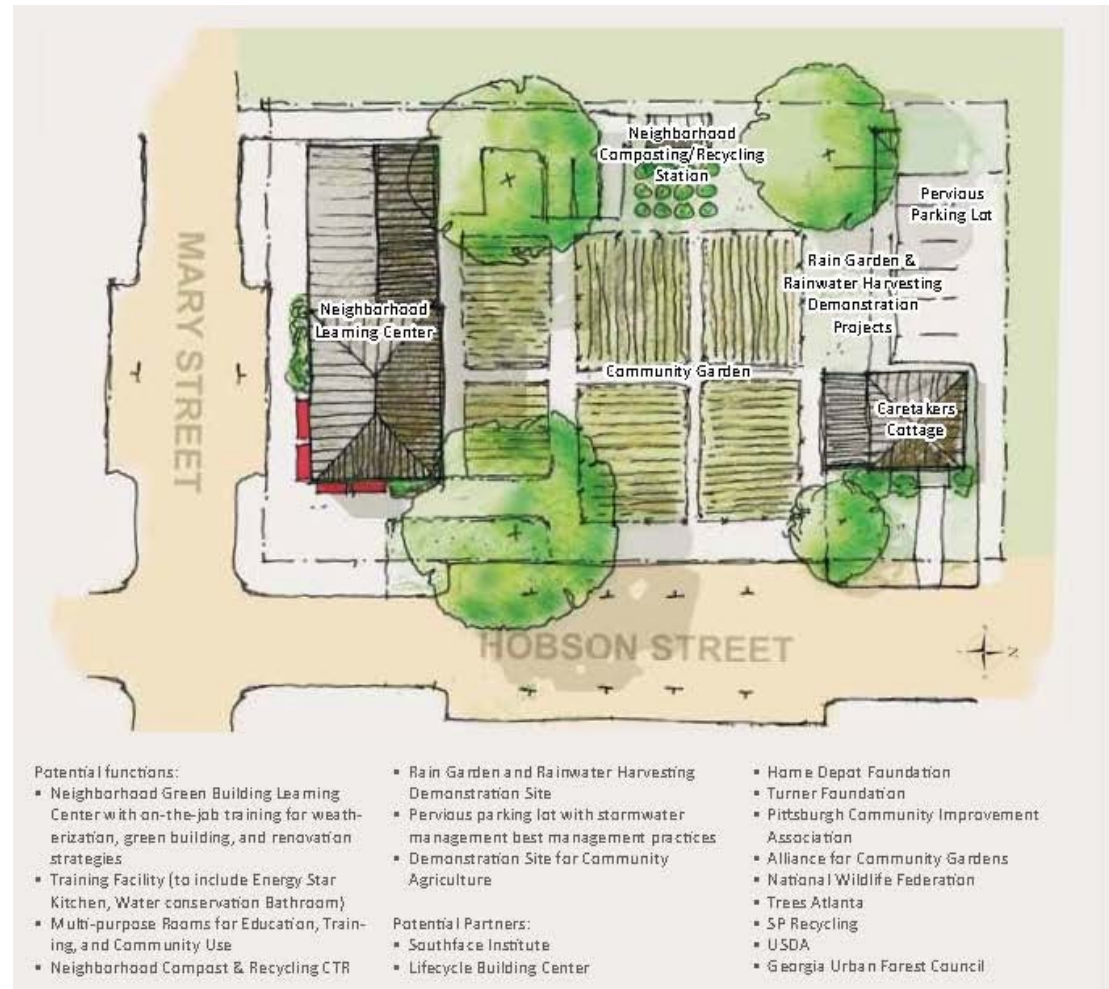 Neighborhood
Composting/Recycling
Station
Pervious
Parking Lot
MARY STREET
Rain Garden &
Rainwater Harvesting
Demonstration
Projects
Neighborhood
Learning Center
Community Garden
Caretakers
Cottage
HOBSON STREET
N
Potential functions:
▪ Neighborhood Green Building Learning
Center with on-the-job training for weath-
erization, green building, and renovation
strategies
▪ Training Facility (to include Energy Star
Kitchen, Water conservation Bathroom)
▪ Multi-purpose Rooms for Education, Train-
ing, and Community Use
▪ Neighborhood Compost & Recycling CTR
▪ Rain Garden and Rainwater Harvesting
Demonstration Site
▪ Pervious parking lot with stormwater
management best management practices
▪ Demonstration Site for Community
Agriculture
Potential Partners:
▪ Southface Institute
▪ Lifecycle Building Center
▪ Home Depot Foundation
▪ Turner Foundation
▪ Pittsburgh Community Improvement
Association
▪ Alliance for Community Gardens
▪ National Wildlife Federation
▪ Trees Atlanta
▪ SP Recycling
▪ USDA
▪ Georgia Urban Forest Council